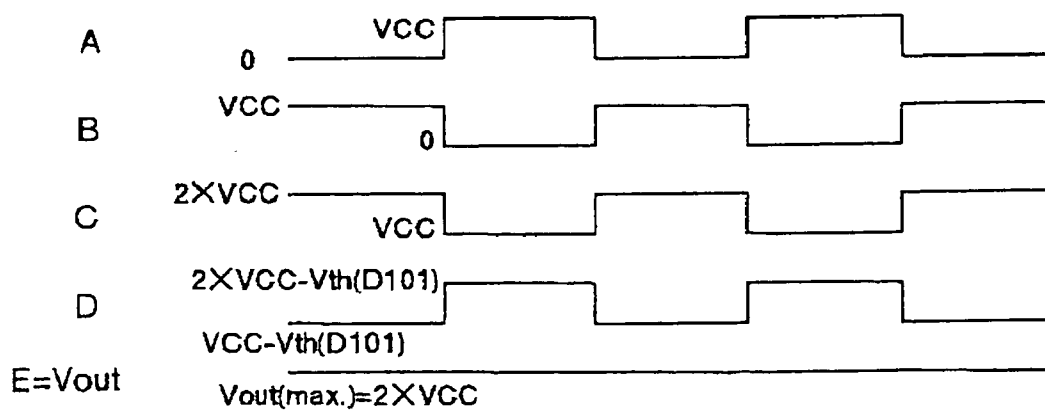 A
VCC
0
B
VCC
0
C
2×VCC
VCC
D
2×VCC-Vth(D101)
VCC-Vth(D101)
E=Vout
Vout(max.)=2×VCC